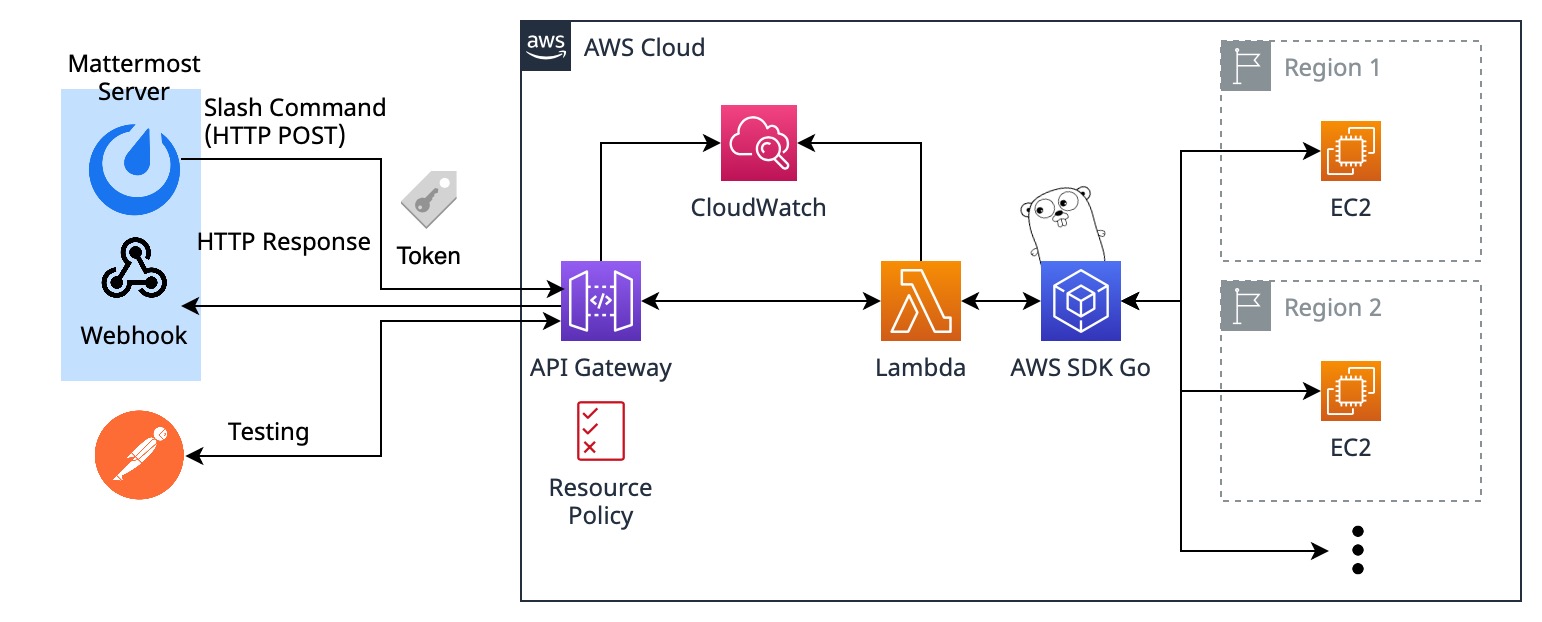 Mattermost
Server
Slash Command
(HTTP POST)
HTTP Response
Token
Webhook
Testing
aws
AWS Cloud
CloudWatch
</>
API Gateway
Lambda
AWS SDK Go
Resource
Policy
Region 1
EC2
Region 2
EC2